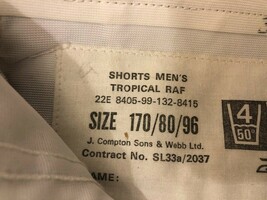 SHORTS MEN'S
TROPICAL RAF
22E 8405-99-132-8415
SIZE 170/80/96
J. Compton Sons & Webb Ltd.
Contract No. SL33a/2037
NAME:
4
50°